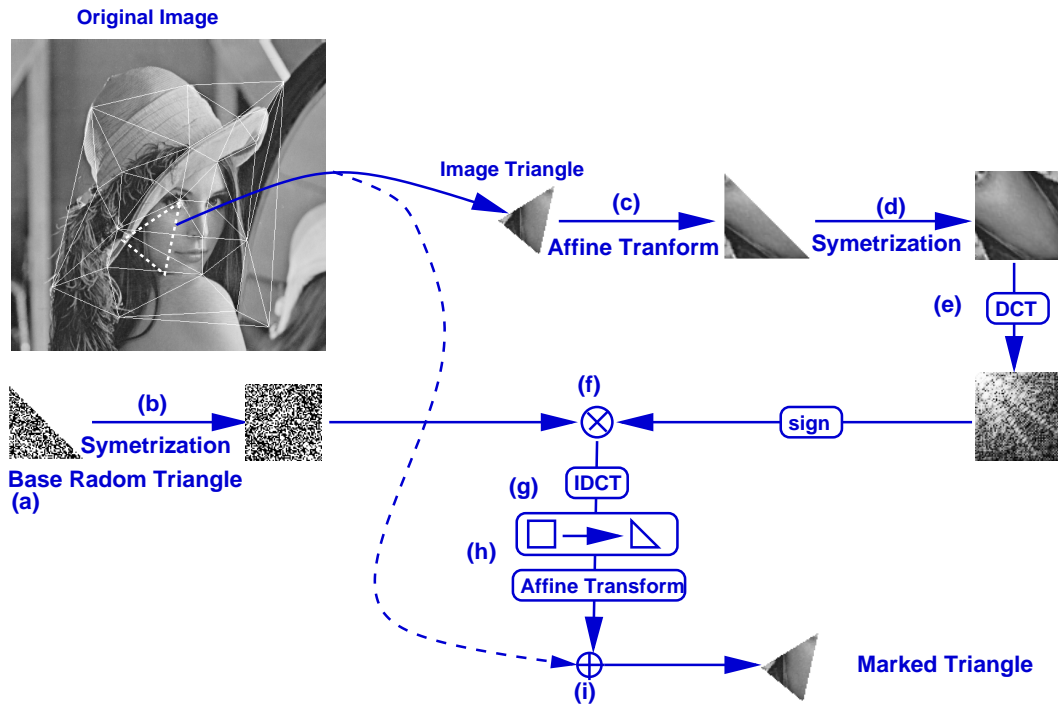 Original Image
Image Triangle
(c)
Affine Tranform
(d)
Symetrization
(e)
DCT
(b)
Symetrization
Base Radom Triangle
(a)
(f)
sign
(g)
IDCT
(h)
Affine Transform
(i)
Marked Triangle